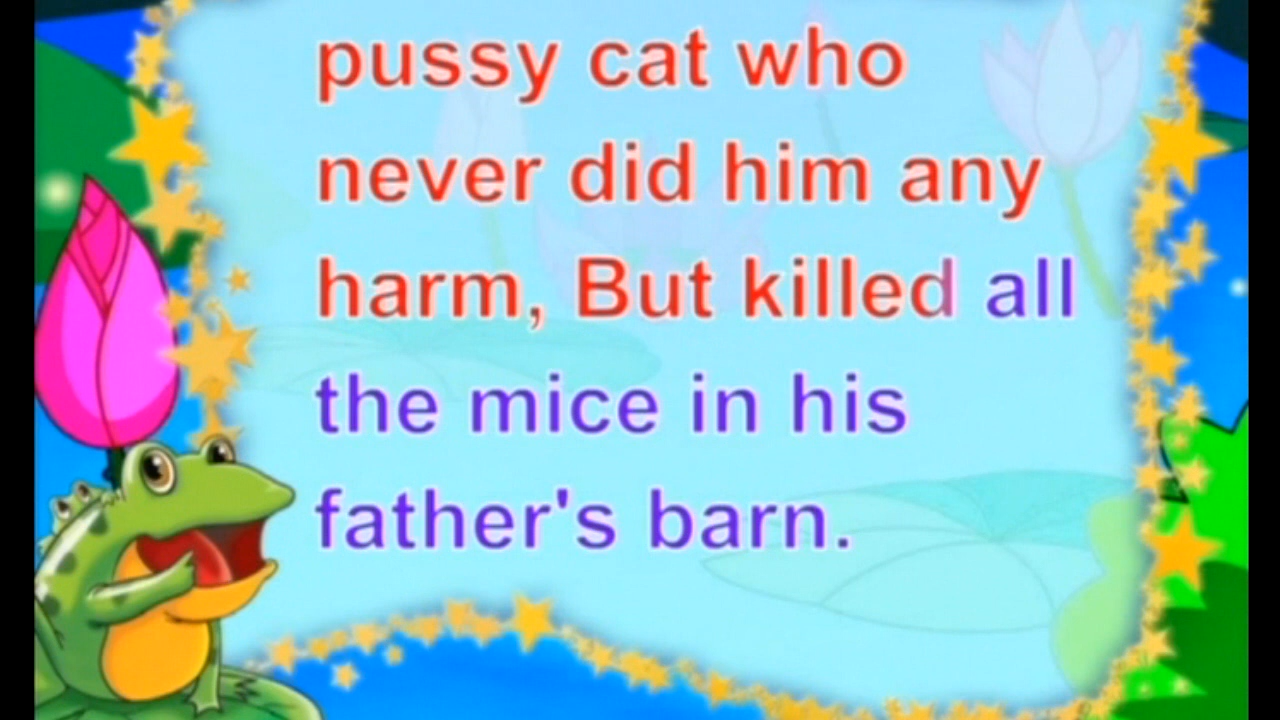 pussy cat who
never did him any
harm, But killed all
the mice in his
father's barn.